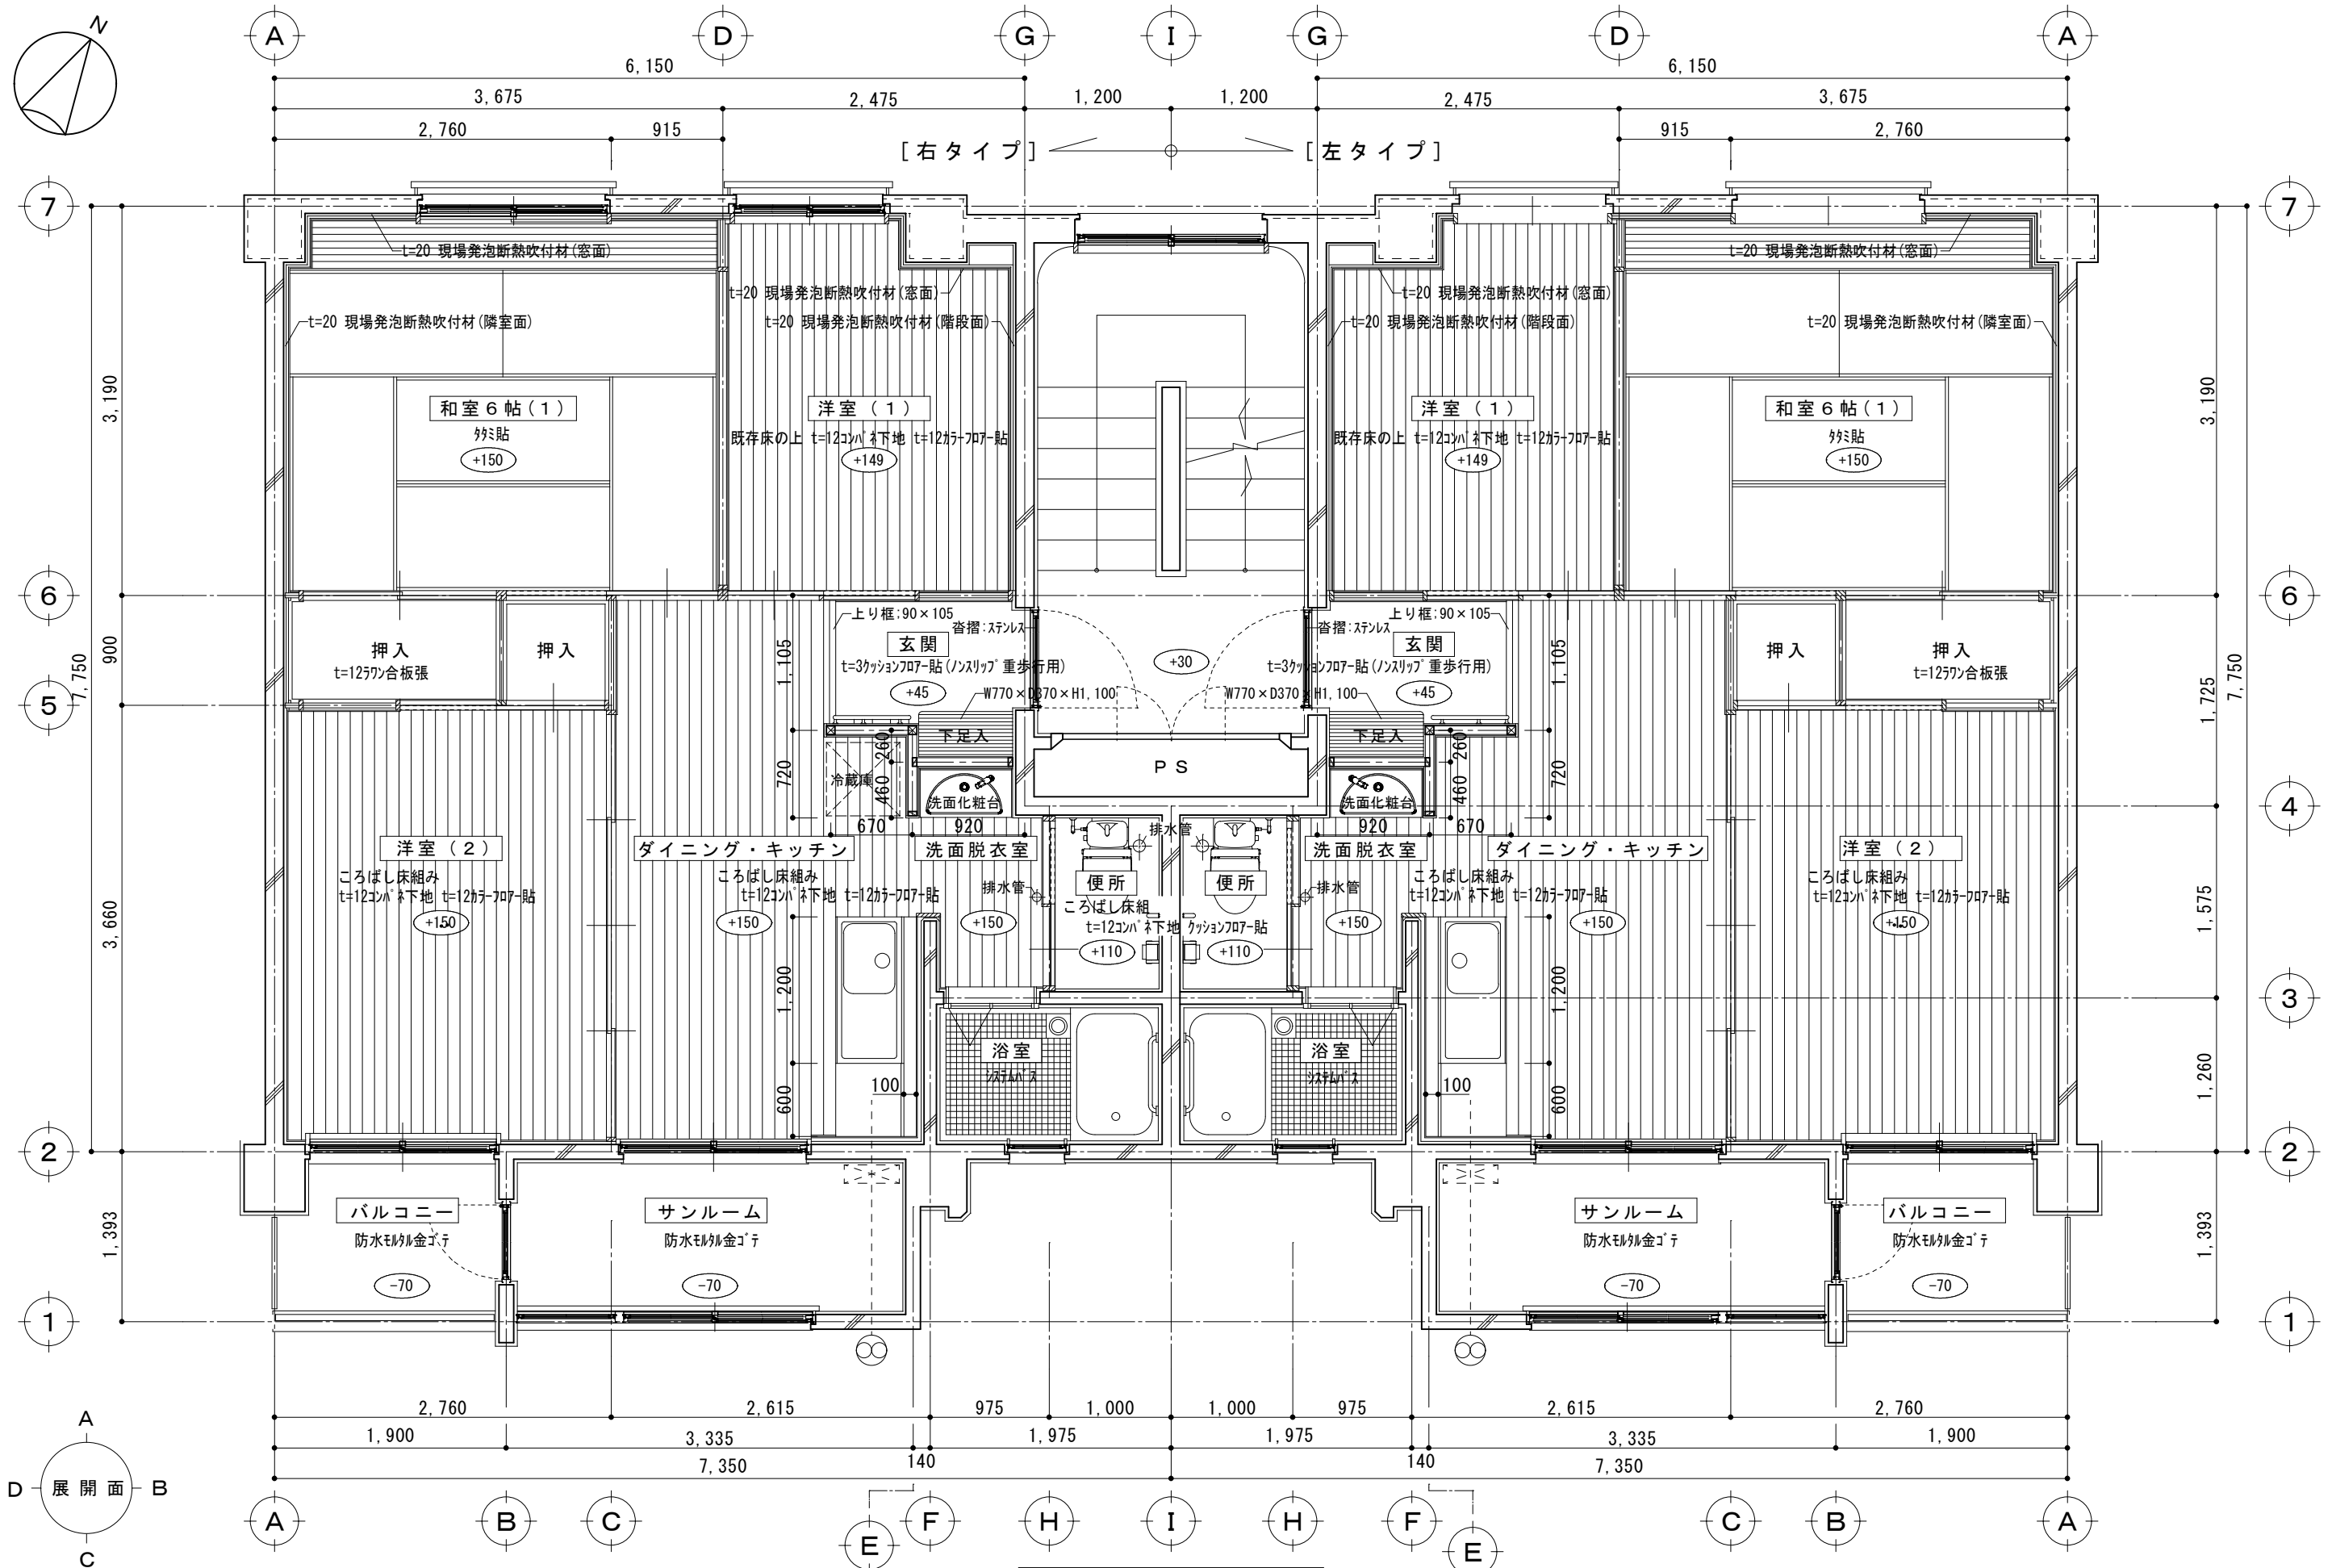 N
A D G I G D A
6,150 6,150
3,675 2,475 1,200 1,200 2,475 3,675
2,760 915 915 2,760
[右タイプ] [左タイプ]
7 7
t=20 現場発泡断熱吹付材(窓面) t=20 現場発泡断熱吹付材(窓面)
t=20 現場発泡断熱吹付材(窓面) t=20 現場発泡断熱吹付材(窓面)
t=20 現場発泡断熱吹付材(隣室面) t=20 現場発泡断熱吹付材(階段面) t=20 現場発泡断熱吹付材(階段面) t=20 現場発泡断熱吹付材(隣室面)
3,190 3,190
和室6帖(1) 洋室(1) 洋室(1) 和室6帖(1)
タタミ貼 既存床の上 t=12コンパネ下地 t=12カラーフロアー貼 既存床の上 t=12コンパネ下地 t=12カラーフロアー貼 タタミ貼
+150 +149 +149 +150
6 6
上り框:90×105 上り框:90×105
沓摺:ステンレス 沓摺:ステンレス
玄関 玄関
押入 押入 押入 押入
t=12ラワン合板張 t=3クッションフロアー貼(ノンスリップ重歩行用) +30 t=3クッションフロアー貼(ノンスリップ重歩行用) t=12ラワン合板張
900 7,750 1,105 1,105 1,725 7,750
+45 +45
W770×D370×H1,100 W770×D370×H1,100
5 5
下足入 下足入
720 260 460 PS 260 460 720
冷蔵庫
洗面化粧台 洗面化粧台
4
670 920 排水管 920 670
洋室(2) ダイニング・キッチン 洗面脱衣室 洗面脱衣室 ダイニング・キッチン 洋室(2)
便所 便所
ころばし床組み ころばし床組み 排水管 排水管 ころばし床組み ころばし床組み
t=12コンパネ下地 t=12カラーフロアー貼 t=12コンパネ下地 t=12カラーフロアー貼 t=12コンパネ下地 t=12カラーフロアー貼 t=12コンパネ下地 t=12カラーフロアー貼
ころばし床組
+150 +150 +150 t=12コンパネ下地 クッションフロアー貼 +150 +150 +150
+110 +110
3,660 1,575
1,200 1,200
3
浴室 浴室
システムバス システムバス
1,260
600 100 100 600
2 2
バルコニー サンルーム サンルーム バルコニー
防水モルタル金ゴテ 防水モルタル金ゴテ 防水モルタル金ゴテ 防水モルタル金ゴテ
1,393 1,393
-70 -70 -70 -70
1 1
2,760 2,615 975 1,000 1,000 975 2,615 2,760
1,900 3,335 1,975 1,975 3,335 1,900
140 140
7,350 7,350
A
D 展開面 B
C
A B C E F H I H F E C B A